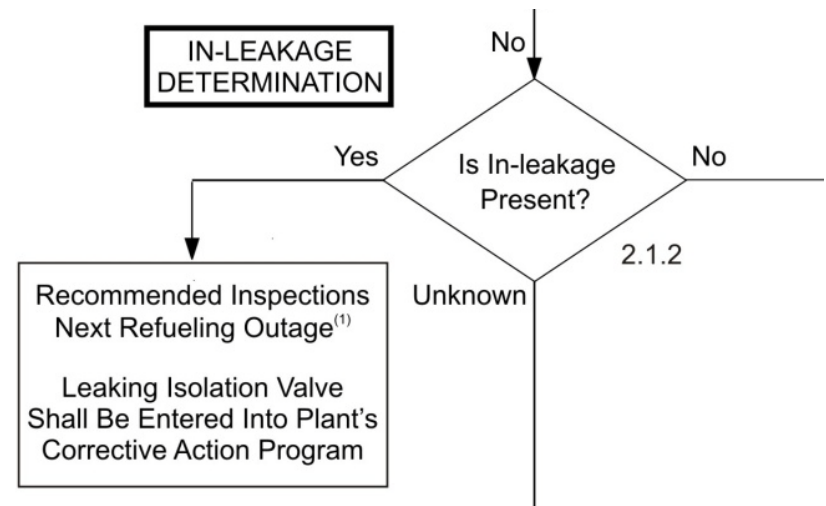 IN-LEAKAGE
DETERMINATION
No
Yes
Is In-leakage
Present?
No
2.1.2
Unknown
Recommended Inspections
Next Refueling Outage(1)
Leaking Isolation Valve
Shall Be Entered Into Plant’s
Corrective Action Program